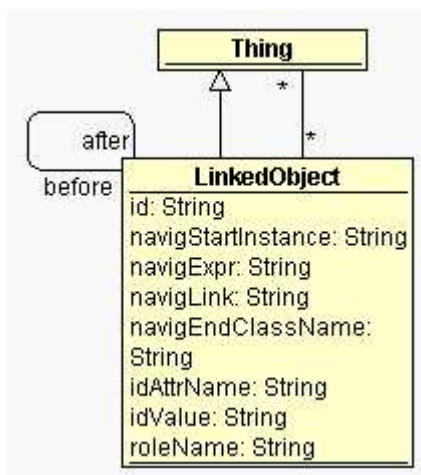 Thing
*
*
after
before
LinkedObject
id: String
navigStartInstance: String
navigExpr: String
navigLink: String
navigEndClassName:
String
idAttrName: String
idValue: String
roleName: String